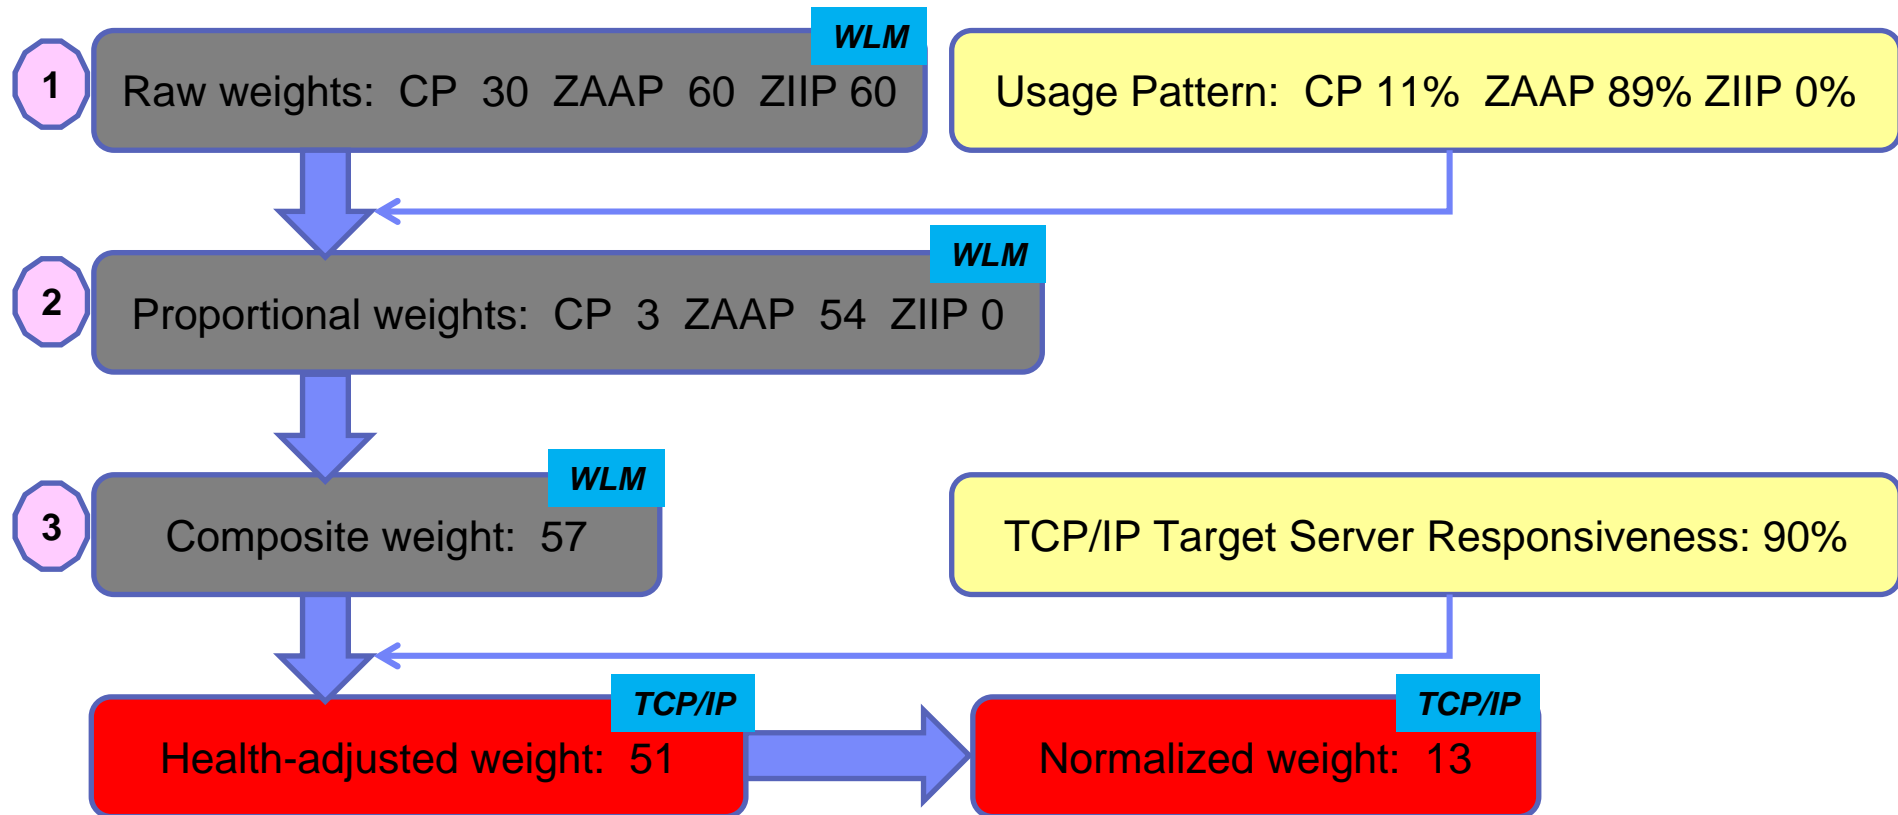 WLM
1
Raw weights: CP 30 ZAAP 60 ZIIP 60
Usage Pattern: CP 11% ZAAP 89% ZIIP 0%
WLM
2
Proportional weights: CP 3 ZAAP 54 ZIIP 0
WLM
3
Composite weight: 57
TCP/IP Target Server Responsiveness: 90%
TCP/IP
Health-adjusted weight: 51
TCP/IP
Normalized weight: 13